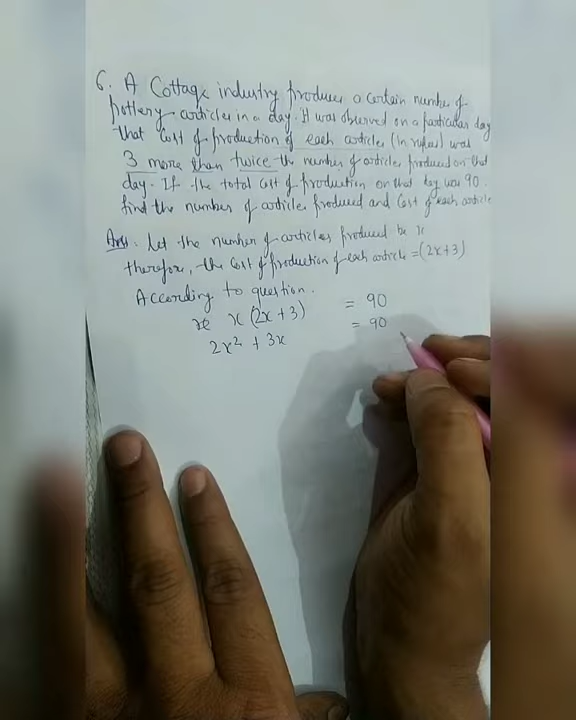 6. A Cottage industry produces a certain number of
pottery articles in a day. It was observed on a particular day
that Cost of production of each article (in rupees) was
3 more than twice the number of articles produced on that
day. If the total Cost of production on that day was 90.
find the number of articles produced and Cost of each article
Ans: Let the number of articles produced be x
therefore, the Cost of production of each article = (2x+3)
According to question.
x (2x + 3) = 90
2x² + 3x = 90